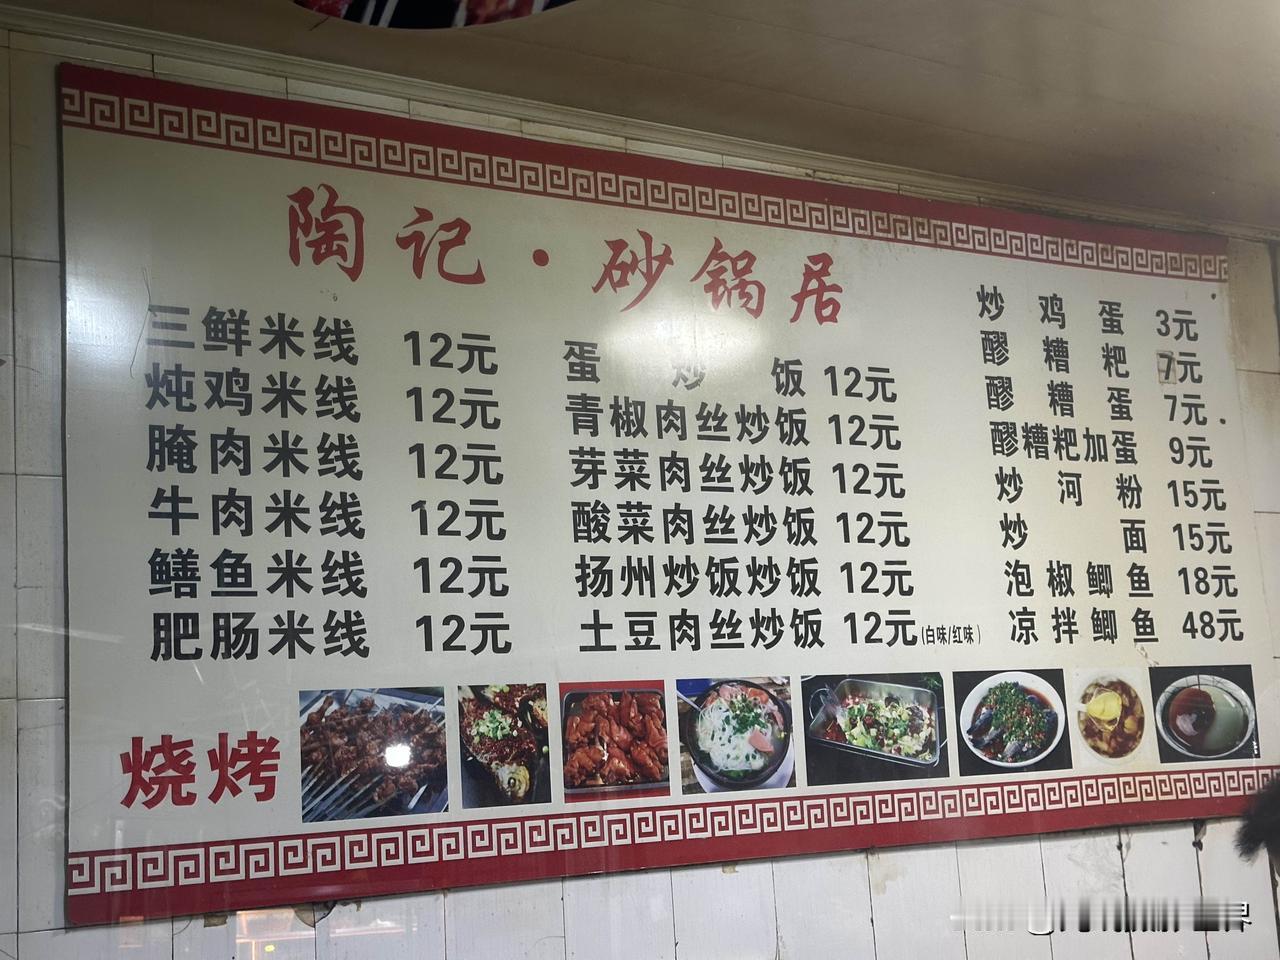 陶记·砂锅居
三鲜米线 12元
炖鸡米线 12元
腌肉米线 12元
牛肉米线 12元
鳝鱼米线 12元
肥肠米线 12元
蛋炒饭 12元
青椒肉丝炒饭 12元
芽菜肉丝炒饭 12元
酸菜肉丝炒饭 12元
扬州炒饭炒饭 12元
土豆肉丝炒饭 12元(白味/红味)
炒鸡蛋 3元
醪糟粑 7元
醪糟蛋 7元
醪糟粑加蛋 9元
炒河粉 15元
炒面 15元
泡椒鲫鱼 18元
凉拌鲫鱼 48元
烧烤